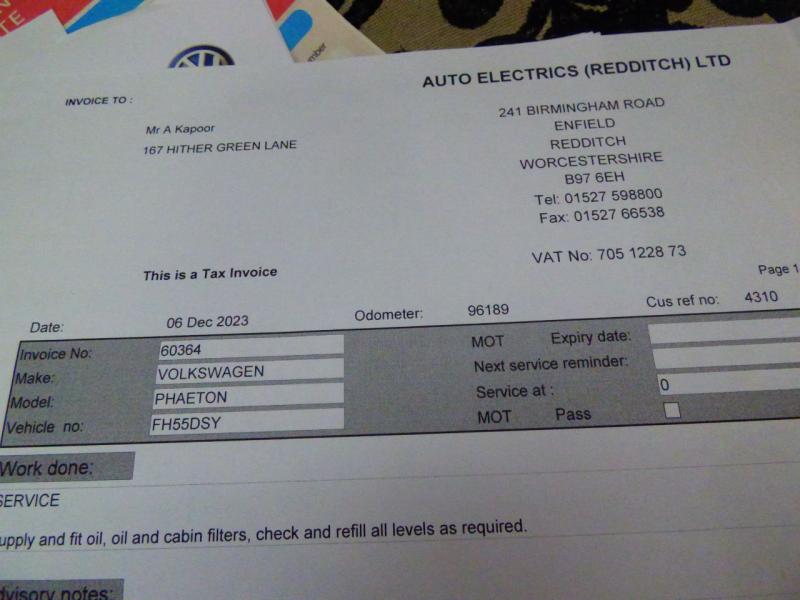 TE
mber
AUTO ELECTRICS (REDDITCH) LTD
INVOICE TO :
241 BIRMINGHAM ROAD
Mr A Kapoor
ENFIELD
167 HITHER GREEN LANE
REDDITCH
WORCESTERSHIRE
B97 6EH
Tel: 01527 598800
Fax: 01527 66538
This is a Tax Invoice
VAT No: 705 1228 73
Page 1
Date: 06 Dec 2023 Odometer: 96189 Cus ref no: 4310
Invoice No: 60364 MOT Expiry date:
Make: VOLKSWAGEN Next service reminder:
Model: PHAETON Service at : 0
Vehicle no: FH55DSY MOT Pass
Work done:
SERVICE
upply and fit oil, oil and cabin filters, check and refill all levels as required.
dvisory notes: